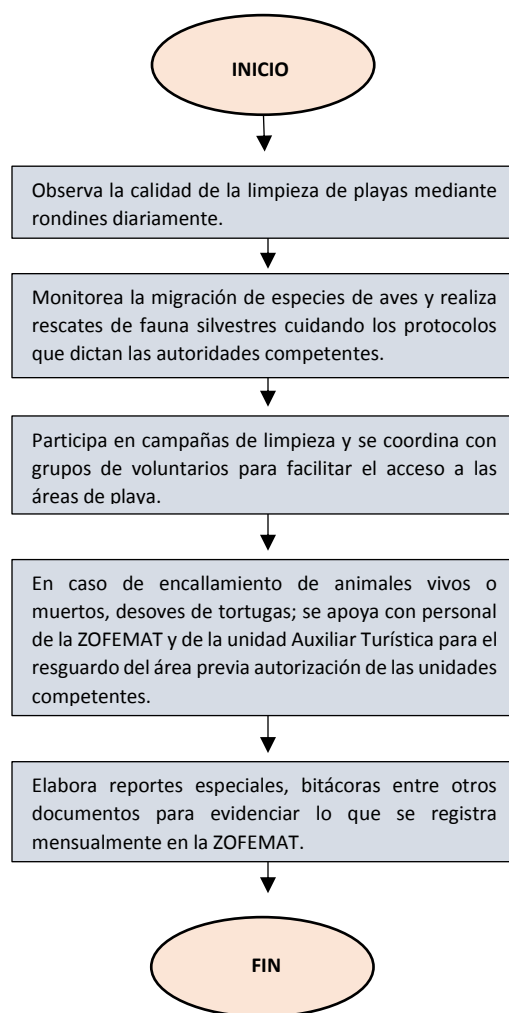 INICIO
Observa la calidad de la limpieza de playas mediante
rondines diariamente.
Monitorea la migración de especies de aves y realiza
rescates de fauna silvestres cuidando los protocolos
que dictan las autoridades competentes.
Participa en campañas de limpieza y se coordina con
grupos de voluntarios para facilitar el acceso a las
áreas de playa.
En caso de encallamiento de animales vivos o
muertos, desoves de tortugas; se apoya con personal
de la ZOFEMAT y de la unidad Auxiliar Turística para el
resguardo del área previa autorización de las unidades
competentes.
Elabora reportes especiales, bitácoras entre otros
documentos para evidenciar lo que se registra
mensualmente en la ZOFEMAT.
FIN